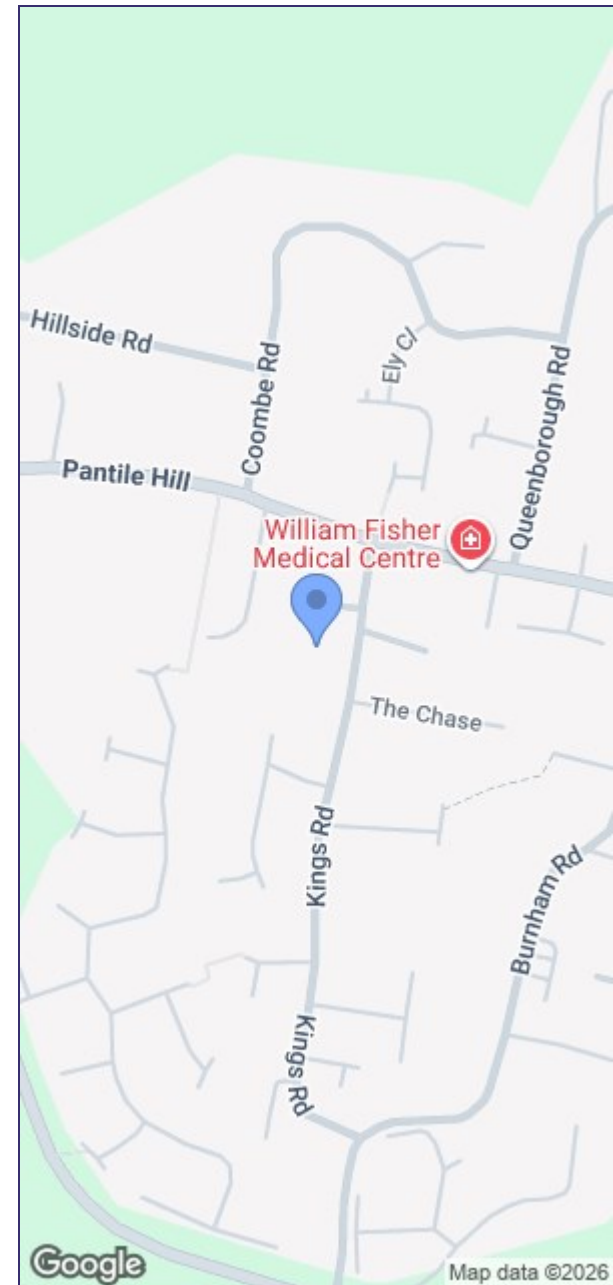 Hillside Rd
Coombe Rd
Ely Cl
Queenborough Rd
Pantile Hill
William Fisher
Medical Centre
The Chase
Kings Rd
Burnham Rd
Kings Rd
Google
Map data ©2026